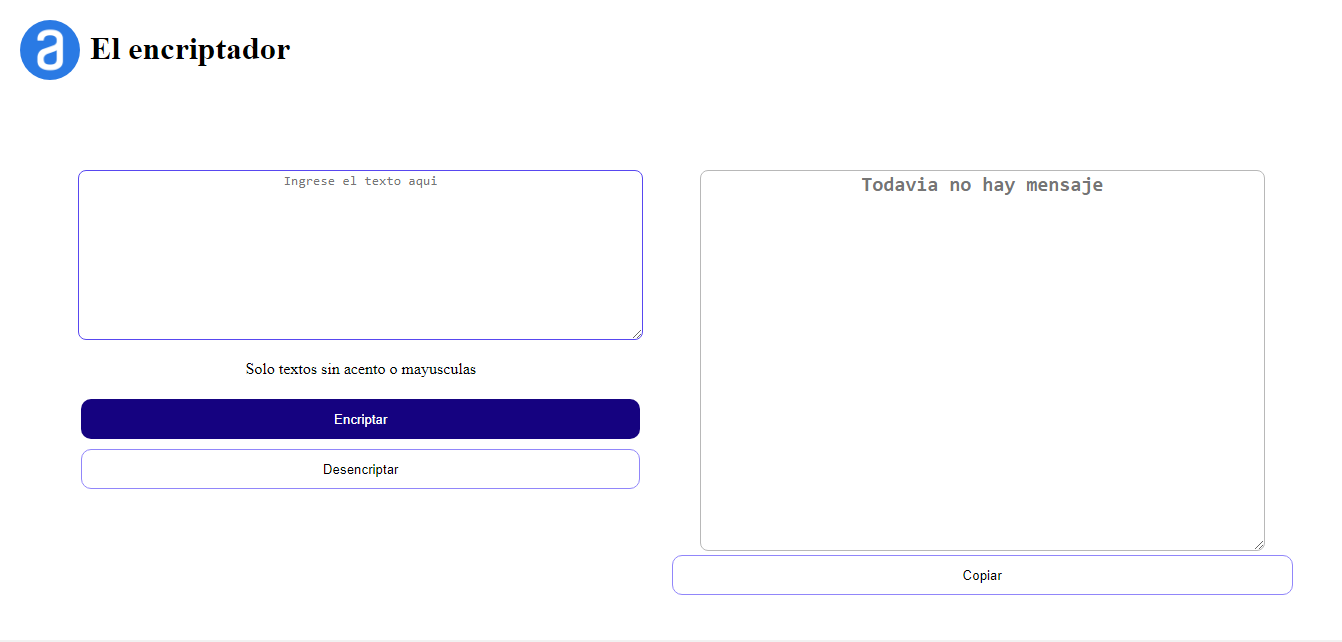 a El encriptador
Ingrese el texto aqui
Solo textos sin acento o mayusculas
Encriptar
Desencriptar
Todavia no hay mensaje
Copiar